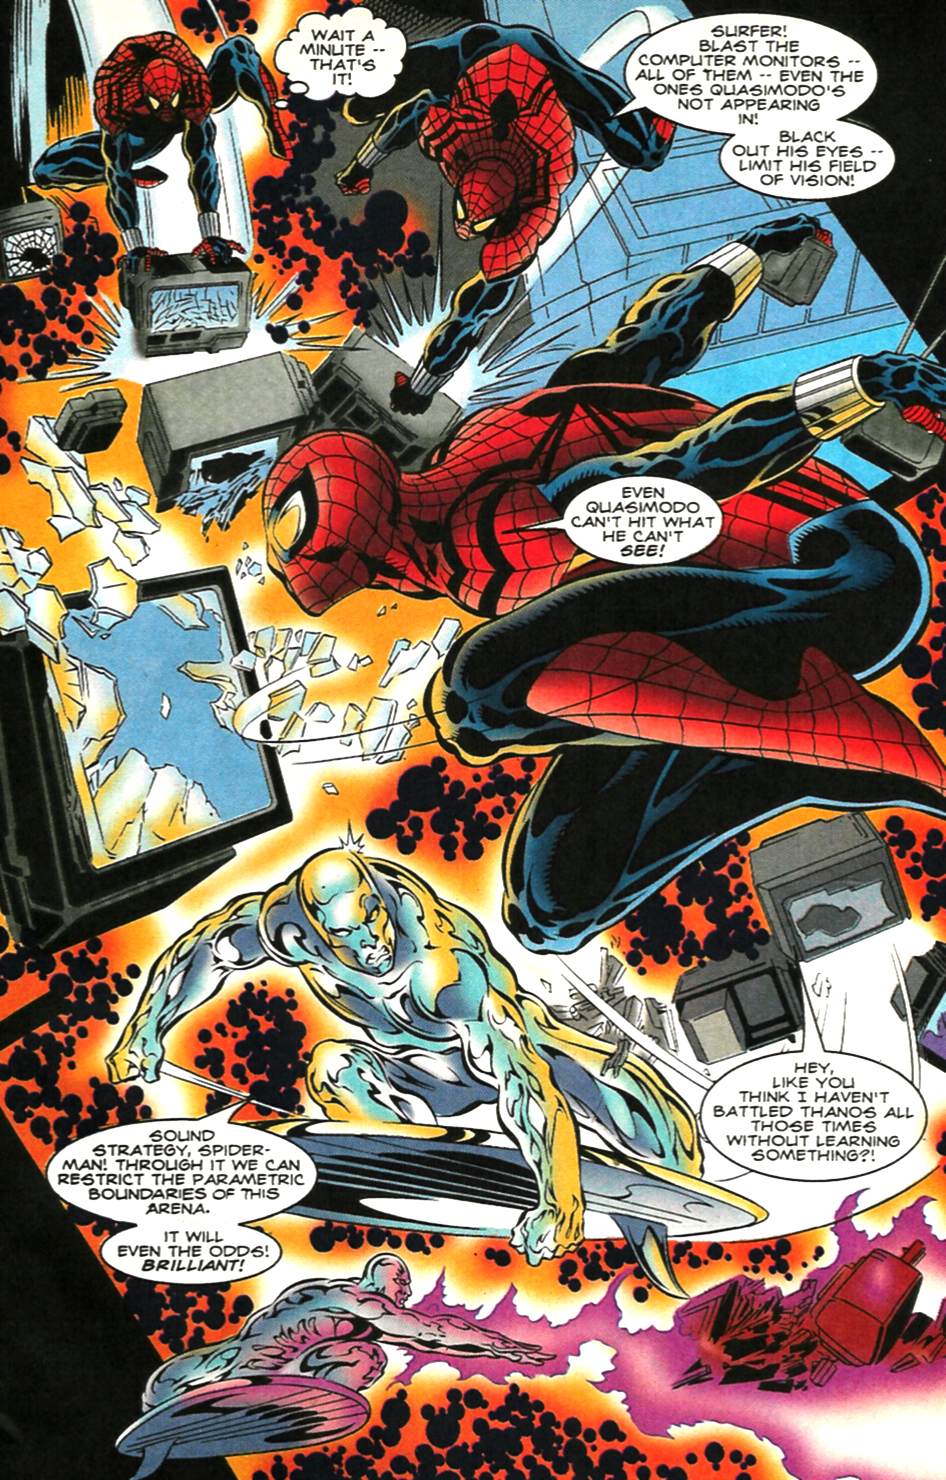 WAIT A
MINUTE --
THAT'S
IT!
SURFER!
BLAST THE
COMPUTER MONITORS --
ALL OF THEM -- EVEN THE
ONES QUASIMODO'S
NOT APPEARING
IN!
BLACK
OUT HIS EYES --
LIMIT HIS FIELD
OF VISION!
EVEN
QUASIMODO
CAN'T HIT WHAT
HE CAN'T
SEE!
HEY,
LIKE YOU
THINK I HAVEN'T
BATTLED THANOS ALL
THOSE TIMES
WITHOUT LEARNING
SOMETHING?!
SOUND
STRATEGY, SPIDER-
MAN! THROUGH IT WE CAN
RESTRICT THE PARAMETRIC
BOUNDARIES OF THIS
ARENA.
IT WILL
EVEN THE ODDS!
BRILLIANT!